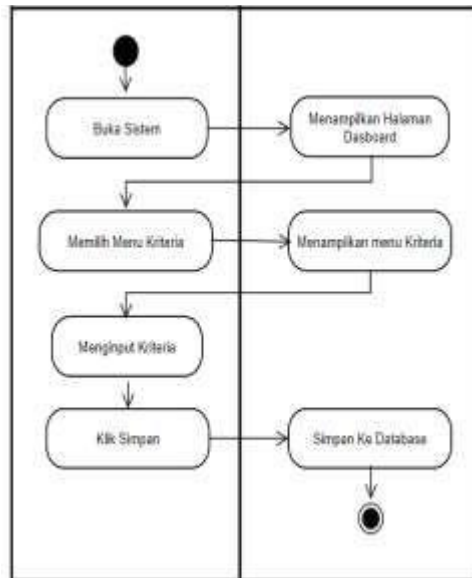 Buka Sistem
Menampilkan Halaman
Dasboard
Memilih Menu Kriteria
Menampilkan menu Kriteria
Menginput Kriteria
Klik Simpan
Simpan Ke Database